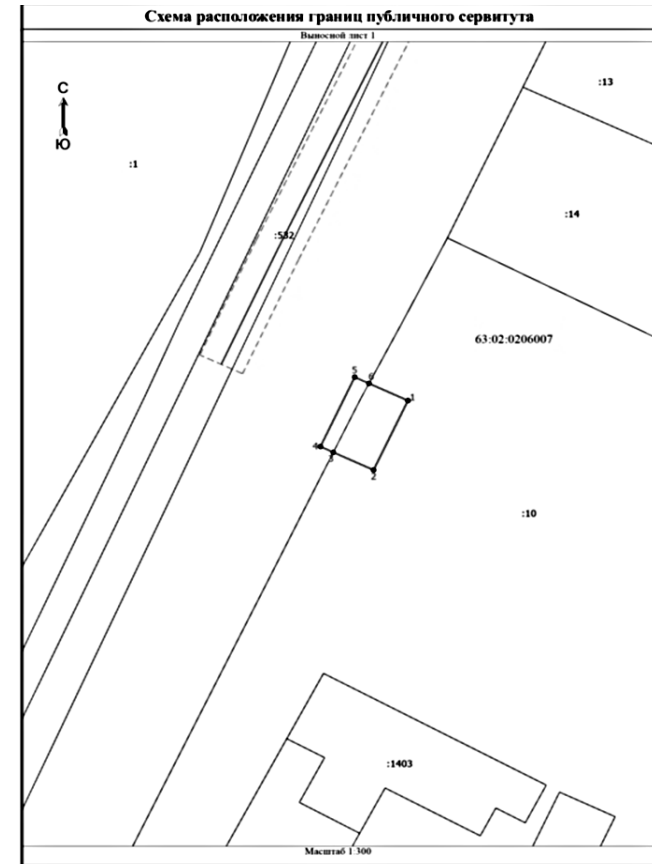 Схема расположения границ публичного сервитута
Выносной лист 1
:13
С
Ю
:1
:14
:532
63:02:0206007
5
6
1
4
3
2
:10
:1403
Масштаб 1:300